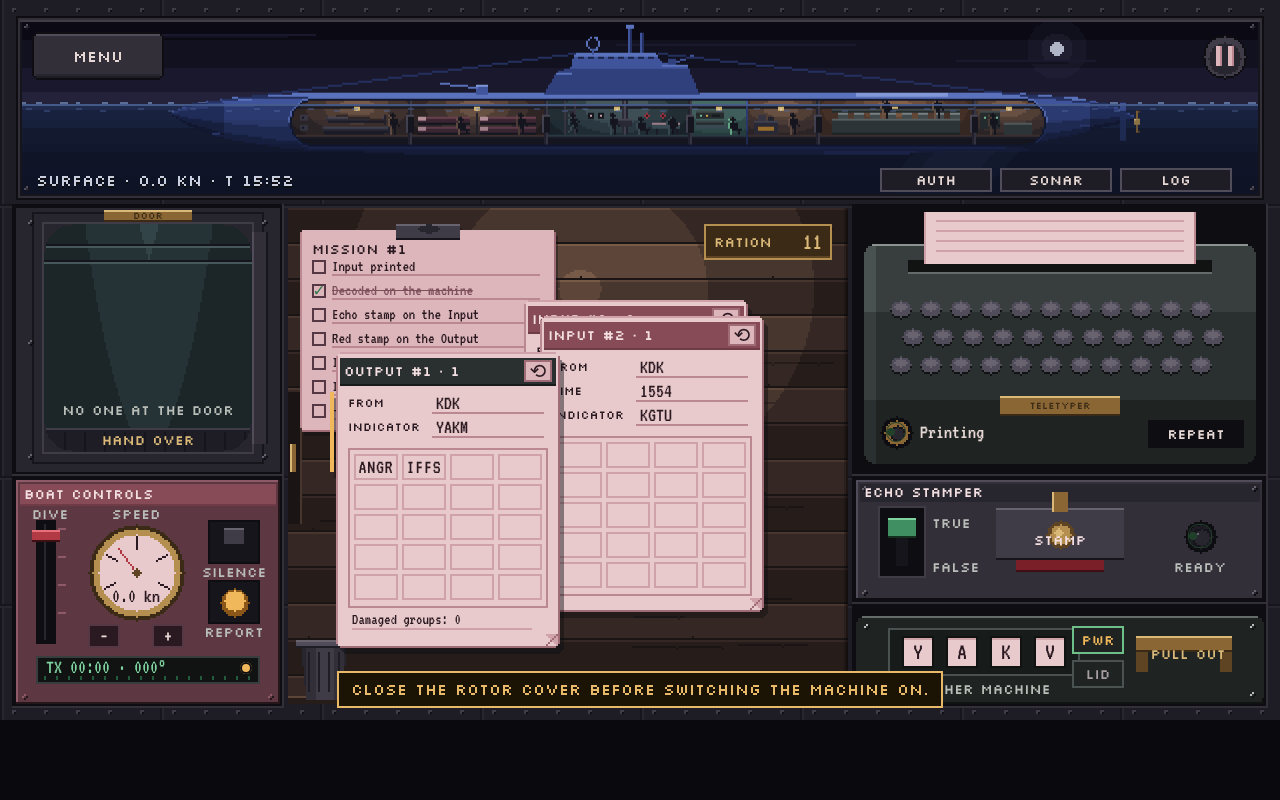 MENU
SURFACE · 0.0 KN · T 15:52
AUTH
SONAR
LOG
DOOR
NO ONE AT THE DOOR
HAND OVER
MISSION #1
Input printed
Decoded on the machine
Echo stamp on the Input
Red stamp on the Output
RATION 11
INPUT #2 · 1
KDK
1554
KGTU
OUTPUT #1 · 1
FROM KDK
INDICATOR YAKM
ANGR IFFS
Damaged groups: 0
TELETYPER
Printing
REPEAT
BOAT CONTROLS
DIVE
SPEED
0.0 kn
- +
SILENCE
REPORT
TX 00:00 · 000°
ECHO STAMPER
TRUE
FALSE
STAMP
READY
Y A K V
PWR
LID
PULL OUT
MACHINE
CLOSE THE ROTOR COVER BEFORE SWITCHING THE MACHINE ON.